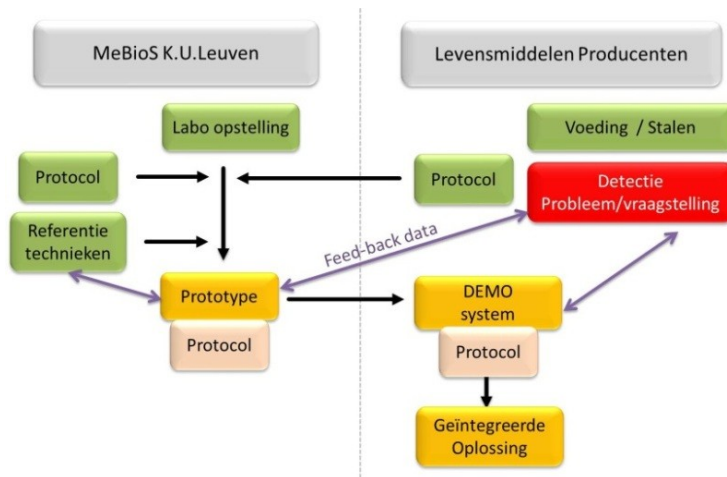 MeBioS K.U.Leuven
Levensmiddelen Producenten
Labo opstelling
Voeding / Stalen
Protocol
Protocol
Detectie
Probleem/vraagstelling
Referentie
technieken
Feed-back data
Prototype
Protocol
DEMO
system
Protocol
Geïntegreerde
Oplossing